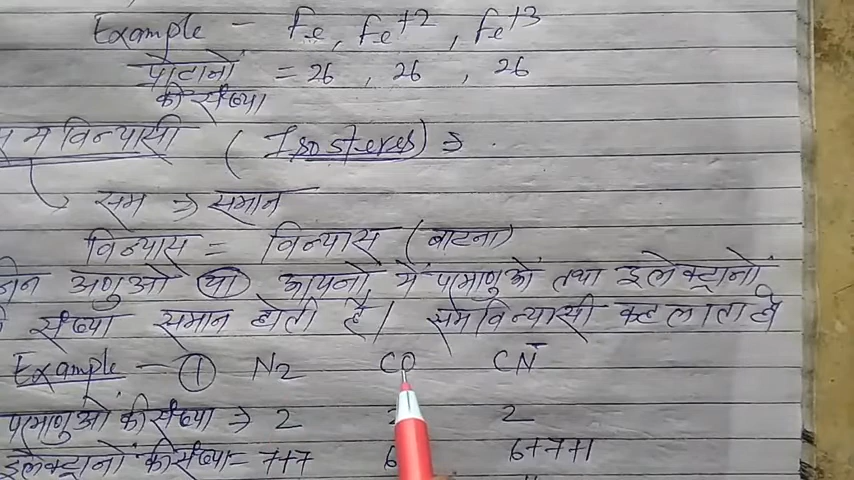 Example - Fe, Fe+2, Fe+3
प्रोटानों = 26, 26, 26
की संख्या
समविन्यासी (Isosteres) ⇒
सम ⇒ समान
विन्यास = विन्यास (बाटना)
जिन अणुओं या आयनों में परमाणुओं तथा इलेक्ट्रानों
संख्या समान होती है। समविन्यासी कहलाता है
Example - ① N2 CO CN-
परमाणुओं की संख्या → 2 2
इलेक्ट्रानों की संख्या = 7+7 6 6+7+1